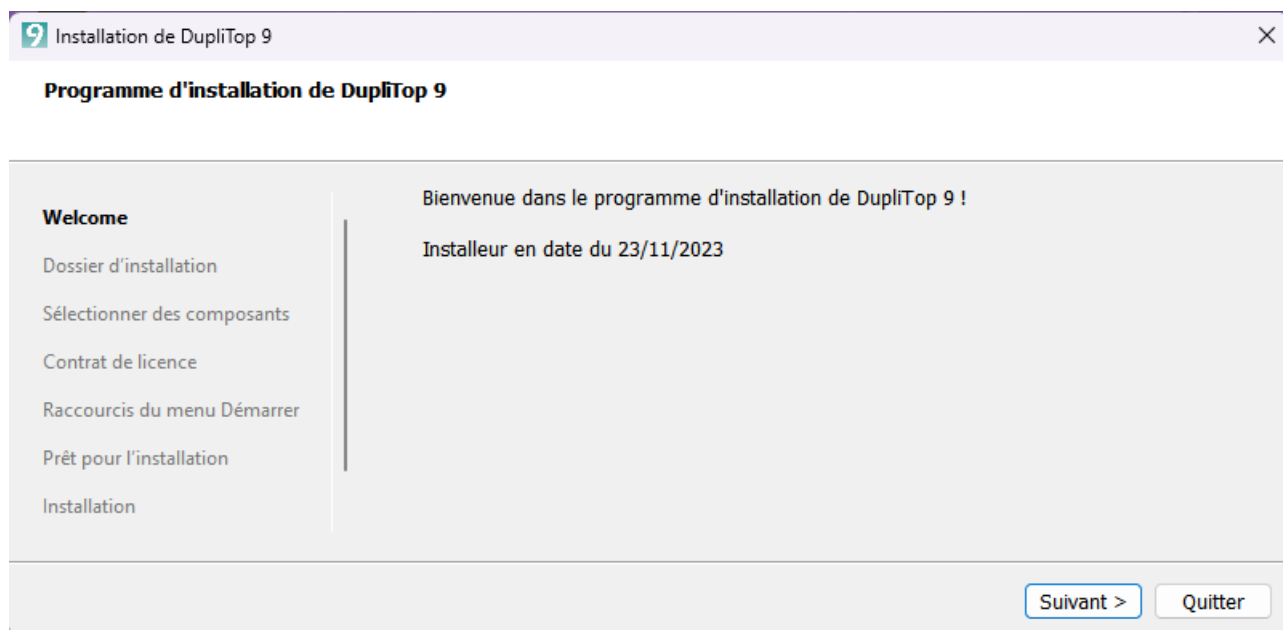 9 Installation de DupliTop 9
Programme d'installation de DupliTop 9
Welcome
Dossier d'installation
Sélectionner des composants
Contrat de licence
Raccourcis du menu Démarrer
Prêt pour l'installation
Installation
Bienvenue dans le programme d'installation de DupliTop 9 !
Installeur en date du 23/11/2023
Suivant > Quitter